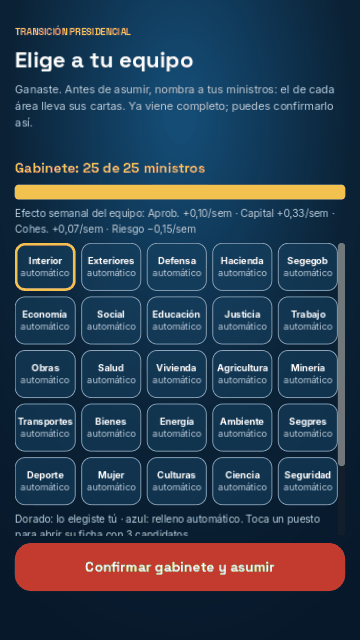 TRANSICIÓN PRESIDENCIAL
Elige a tu equipo
Ganaste. Antes de asumir, nombra a tus ministros: el de cada
área lleva sus cartas. Ya viene completo; puedes confirmarlo
así.
Gabinete: 25 de 25 ministros
Efecto semanal del equipo: Aprob. +0,10/sem · Capital +0,33/sem ·
Cohes. +0,07/sem · Riesgo −0,15/sem
Interior Exteriores Defensa Hacienda Segegob
automático automático automático automático automático
Economía Social Educación Justicia Trabajo
automático automático automático automático automático
Obras Salud Vivienda Agricultura Minería
automático automático automático automático automático
Transportes Bienes Energía Ambiente Segpres
automático automático automático automático automático
Deporte Mujer Culturas Ciencia Seguridad
automático automático automático automático automático
Dorado: lo elegiste tú · azul: relleno automático. Toca un puesto
para abrir su ficha con 3 candidatos.
Confirmar gabinete y asumir